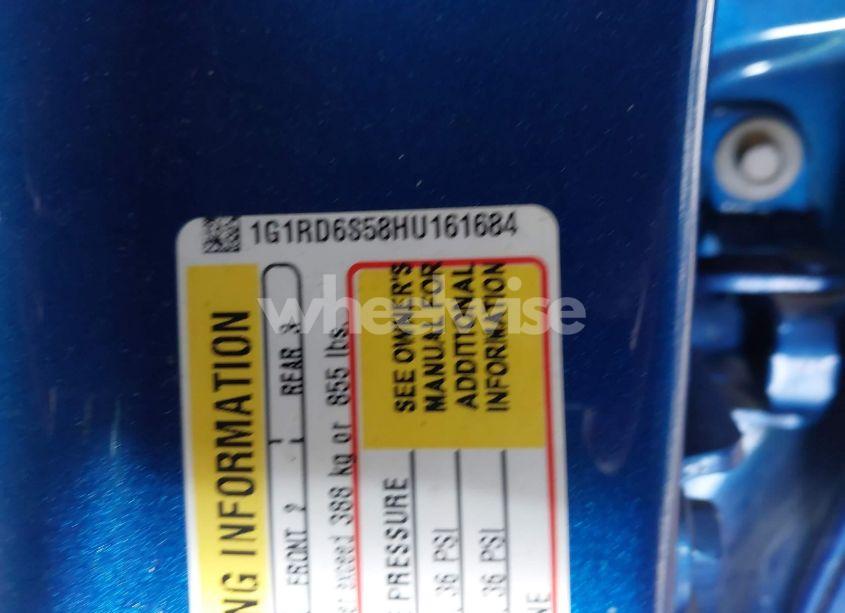 1G1RD6S58HU161684
NG INFORMATION
FRONT 2
REAR 3
exceed 388 kg or 855 lbs.
SEE OWNER'S
MANUAL FOR
ADDITIONAL
INFORMATION
PRESSURE
36 PSI
36 PSI
NE
wheelwise